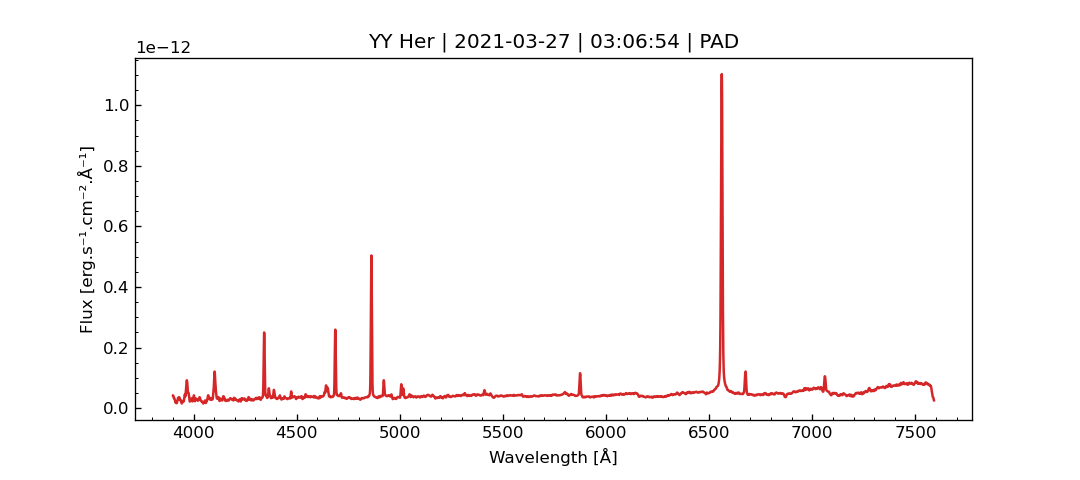 YY Her | 2021-03-27 | 03:06:54 | PAD
1e−12
1.0
0.8
0.6
0.4
0.2
0.0
Flux [erg.s⁻¹.cm⁻².Å⁻¹]
4000 4500 5000 5500 6000 6500 7000 7500
Wavelength [Å]